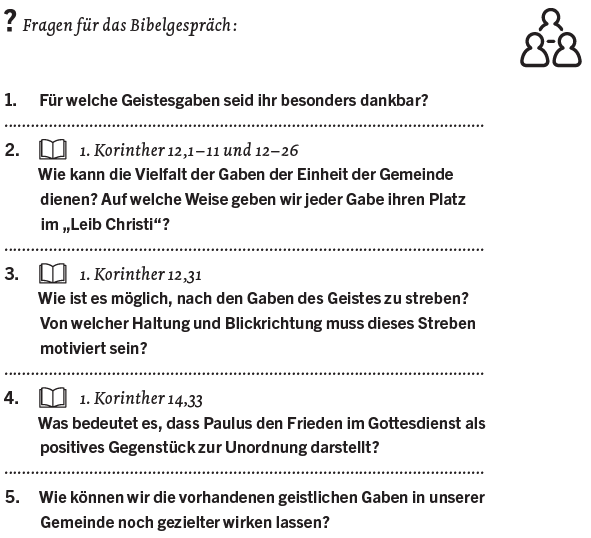 ? Fragen für das Bibelgespräch:
1. Für welche Geistesgaben seid ihr besonders dankbar?
2. 1. Korinther 12,1–11 und 12–26
Wie kann die Vielfalt der Gaben der Einheit der Gemeinde
dienen? Auf welche Weise geben wir jeder Gabe ihren Platz
im „Leib Christi“?
3. 1. Korinther 12,31
Wie ist es möglich, nach den Gaben des Geistes zu streben?
Von welcher Haltung und Blickrichtung muss dieses Streben
motiviert sein?
4. 1. Korinther 14,33
Was bedeutet es, dass Paulus den Frieden im Gottesdienst als
positives Gegenstück zur Unordnung darstellt?
5. Wie können wir die vorhandenen geistlichen Gaben in unserer
Gemeinde noch gezielter wirken lassen?